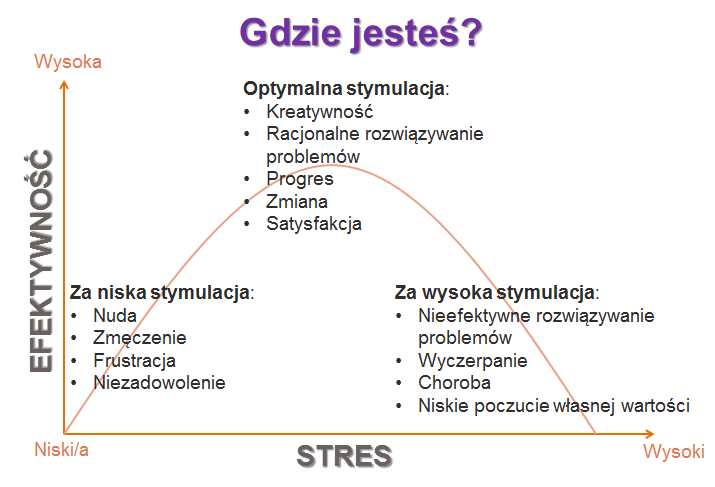 Gdzie jesteś?
Wysoka
Optymalna stymulacja:
• Kreatywność
• Racjonalne rozwiązywanie
problemów
• Progres
• Zmiana
• Satysfakcja
EFEKTYWNOŚĆ
Za niska stymulacja:
• Nuda
• Zmęczenie
• Frustracja
• Niezadowolenie
Za wysoka stymulacja:
• Nieefektywne rozwiązywanie
problemów
• Wyczerpanie
• Choroba
• Niskie poczucie własnej wartości
Niski/a
STRES
Wysoki